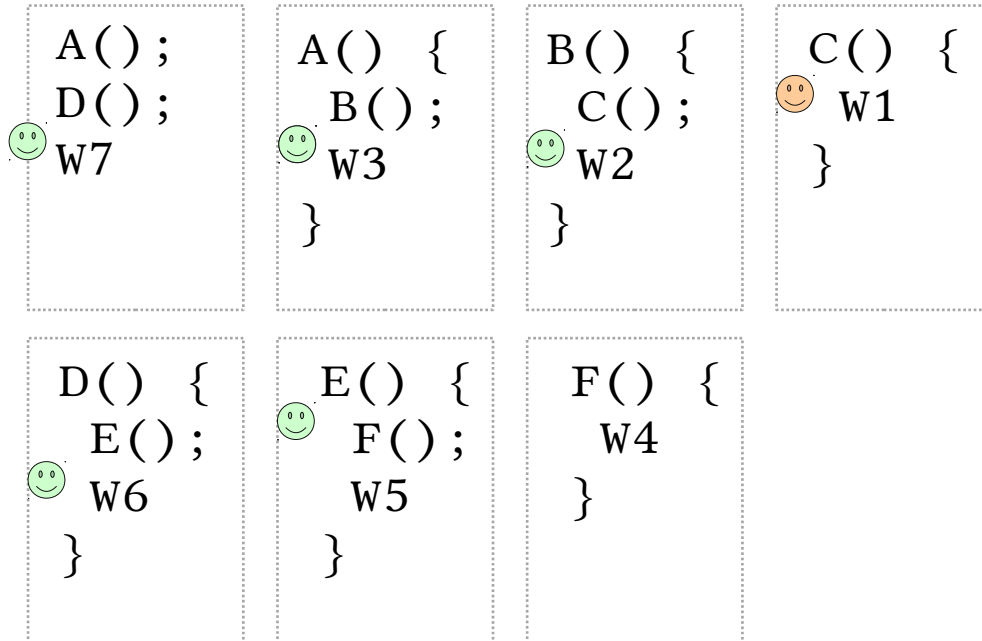 A();
D();
W7
A() {
B();
W3
}
B() {
C();
W2
}
C() {
W1
}
D() {
E();
W6
}
E() {
F();
W5
}
F() {
W4
}